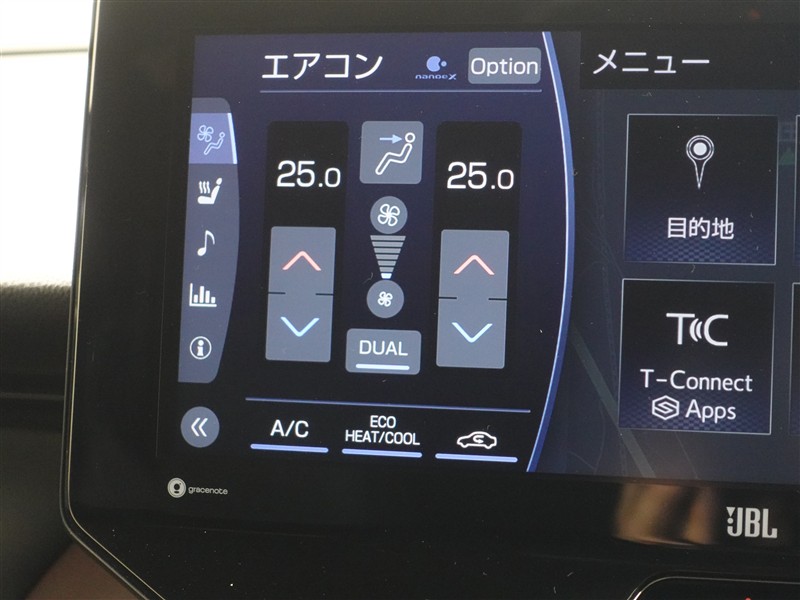 エアコン
nanoeX
Option
メニュー
25.0
25.0
目的地
DUAL
T C
T-Connect
Apps
A/C
ECO
HEAT/COOL
gracenote
JBL